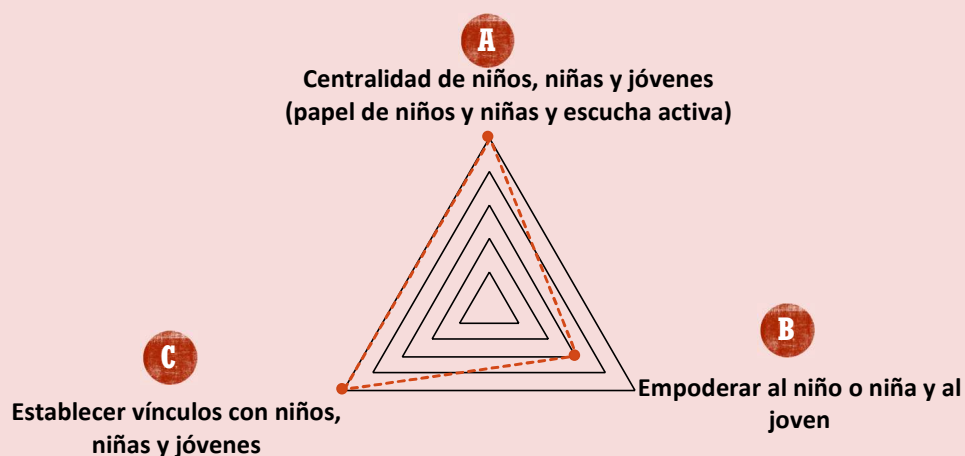 A
Centralidad de niños, niñas y jóvenes
(papel de niños y niñas y escucha activa)
B
Empoderar al niño o niña y al
joven
C
Establecer vínculos con niños,
niñas y jóvenes